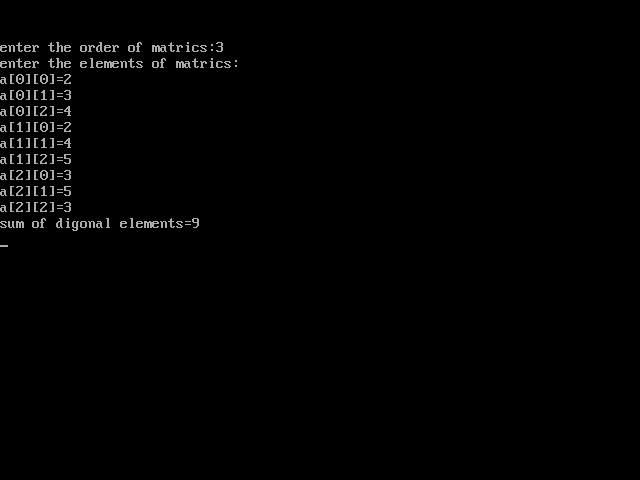 enter the order of matrics:3
enter the elements of matrics:
a[0][0]=2
a[0][1]=3
a[0][2]=4
a[1][0]=2
a[1][1]=4
a[1][2]=5
a[2][0]=3
a[2][1]=5
a[2][2]=3
sum of digonal elements=9
_